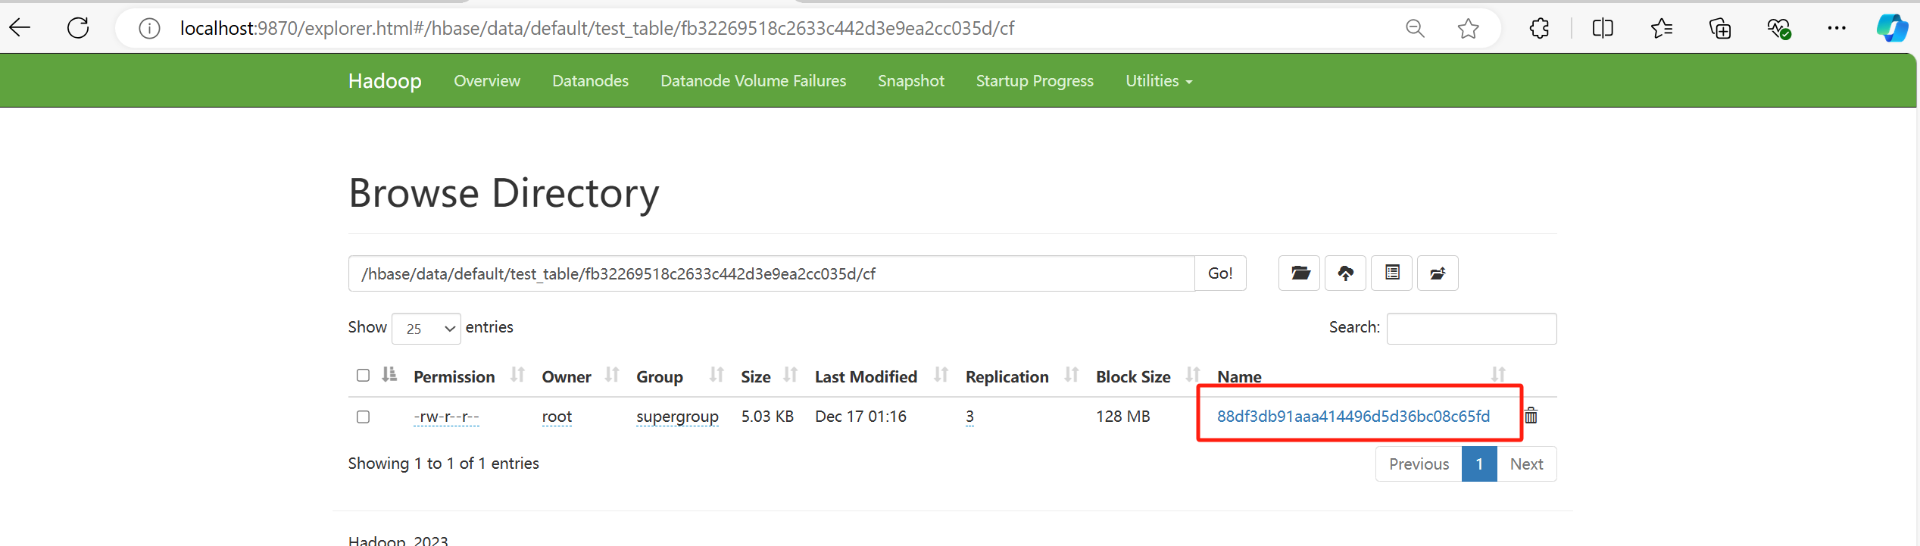 localhost:9870/explorer.html#/hbase/data/default/test_table/fb32269518c2633c442d3e9ea2cc035d/cf
Hadoop Overview Datanodes Datanode Volume Failures Snapshot Startup Progress Utilities
Browse Directory
/hbase/data/default/test_table/fb32269518c2633c442d3e9ea2cc035d/cf Go!
Show 25 entries Search:
Permission Owner Group Size Last Modified Replication Block Size Name
-rw-r--r-- root supergroup 5.03 KB Dec 17 01:16 3 128 MB 88df3db91aaa414496d5d36bc08c65fd
Showing 1 to 1 of 1 entries Previous 1 Next
Hadoop, 2023.